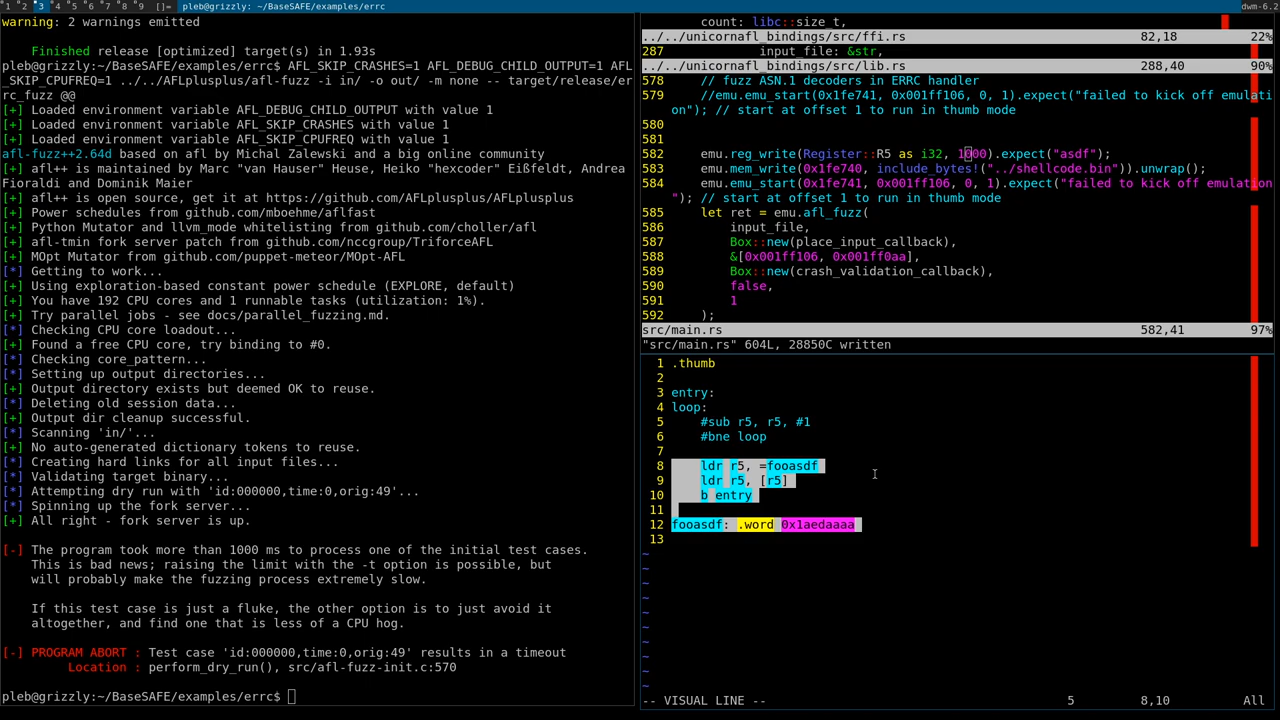 1 2 3 4 5 6 7 8 9 []= pleb@grizzly: ~/BaseSAFE/examples/errc dwm-6.2
warning: 2 warnings emitted
Finished release [optimized] target(s) in 1.93s
pleb@grizzly:~/BaseSAFE/examples/errc$ AFL_SKIP_CRASHES=1 AFL_DEBUG_CHILD_OUTPUT=1 AFL
_SKIP_CPUFREQ=1 ../../AFLplusplus/afl-fuzz -i in/ -o out/ -m none -- target/release/er
rc_fuzz @@
[+] Loaded environment variable AFL_DEBUG_CHILD_OUTPUT with value 1
[+] Loaded environment variable AFL_SKIP_CRASHES with value 1
[+] Loaded environment variable AFL_SKIP_CPUFREQ with value 1
afl-fuzz++2.64d based on afl by Michal Zalewski and a big online community
[+] afl++ is maintained by Marc "van Hauser" Heuse, Heiko "hexcoder" Eißfeldt, Andrea
Fioraldi and Dominik Maier
[+] afl++ is open source, get it at https://github.com/AFLplusplus/AFLplusplus
[+] Power schedules from github.com/mboehme/aflfast
[+] Python Mutator and llvm_mode whitelisting from github.com/choller/afl
[+] afl-tmin fork server patch from github.com/nccgroup/TriforceAFL
[+] MOpt Mutator from github.com/puppet-meteor/MOpt-AFL
[*] Getting to work...
[+] Using exploration-based constant power schedule (EXPLORE, default)
[+] You have 192 CPU cores and 1 runnable tasks (utilization: 1%).
[+] Try parallel jobs - see docs/parallel_fuzzing.md.
[*] Checking CPU core loadout...
[+] Found a free CPU core, try binding to #0.
[*] Checking core_pattern...
[*] Setting up output directories...
[+] Output directory exists but deemed OK to reuse.
[*] Deleting old session data...
[+] Output dir cleanup successful.
[*] Scanning 'in/'...
[+] No auto-generated dictionary tokens to reuse.
[*] Creating hard links for all input files...
[*] Validating target binary...
[*] Attempting dry run with 'id:000000,time:0,orig:49'...
[*] Spinning up the fork server...
[+] All right - fork server is up.
[-] The program took more than 1000 ms to process one of the initial test cases.
This is bad news; raising the limit with the -t option is possible, but
will probably make the fuzzing process extremely slow.
If this test case is just a fluke, the other option is to just avoid it
altogether, and find one that is less of a CPU hog.
[-] PROGRAM ABORT : Test case 'id:000000,time:0,orig:49' results in a timeout
Location : perform_dry_run(), src/afl-fuzz-init.c:570
pleb@grizzly:~/BaseSAFE/examples/errc$
count: libc::size_t,
../../unicornafl_bindings/src/ffi.rs 82,18 22%
287 input_file: &str,
../../unicornafl_bindings/src/lib.rs 288,40 90%
578 // fuzz ASN.1 decoders in ERRC handler
579 //emu.emu_start(0x1fe741, 0x001ff106, 0, 1).expect("failed to kick off emulati
on"); // start at offset 1 to run in thumb mode
580
581
582 emu.reg_write(Register::R5 as i32, 1000).expect("asdf");
583 emu.mem_write(0x1fe740, include_bytes!("../shellcode.bin")).unwrap();
584 emu.emu_start(0x1fe741, 0x001ff106, 0, 1).expect("failed to kick off emulation
"); // start at offset 1 to run in thumb mode
585 let ret = emu.afl_fuzz(
586 input_file,
587 Box::new(place_input_callback),
588 &[0x001ff106, 0x001ff0aa],
589 Box::new(crash_validation_callback),
590 false,
591 1
592 );
src/main.rs 582,41 97%
"src/main.rs" 604L, 28850C written
1 .thumb
2
3 entry:
4 loop:
5 #sub r5, r5, #1
6 #bne loop
7
8 ldr r5, =fooasdf
9 ldr r5, [r5]
10 b entry
11
12 fooasdf: .word 0x1aedaaaa
13
~
~
~
~
~
~
~
~
~
~
-- VISUAL LINE -- 5 8,10 All